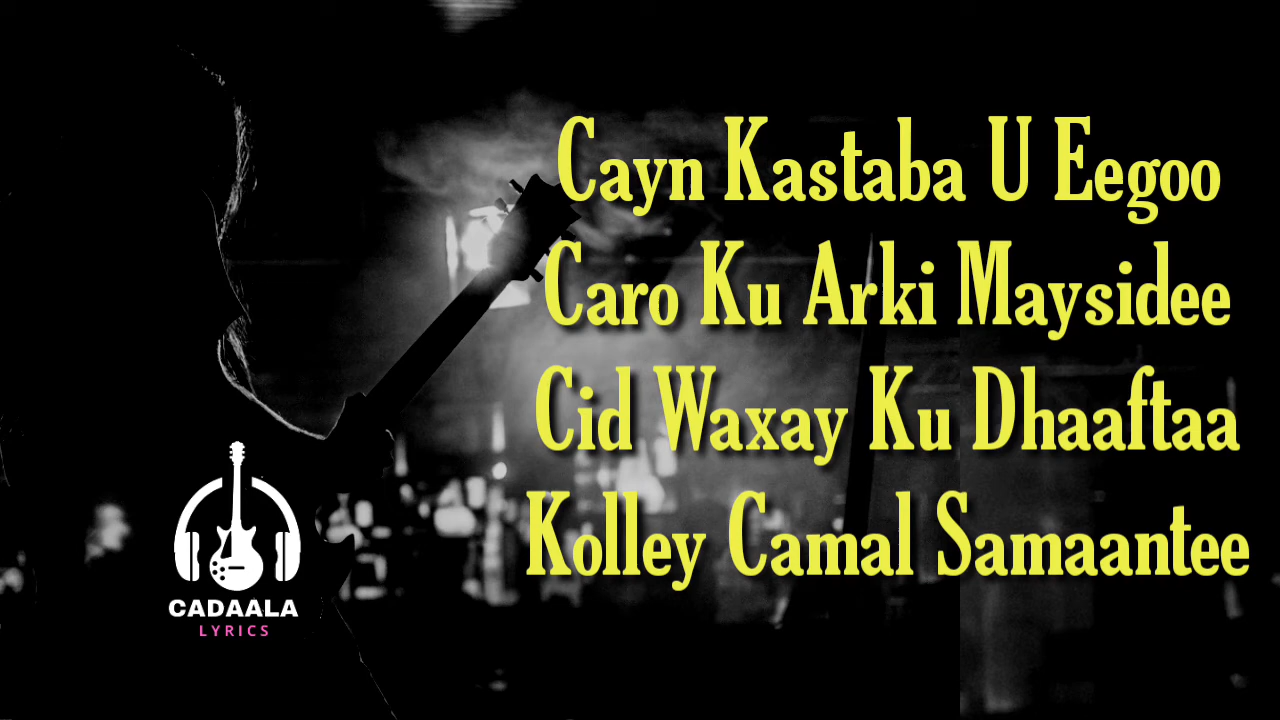 Cayn Kastaba U Eegoo
Caro Ku Arki Maysidee
Cid Waxay Ku Dhaaftaa
Kolley Camal Samaantee
CADAALA
LYRICS